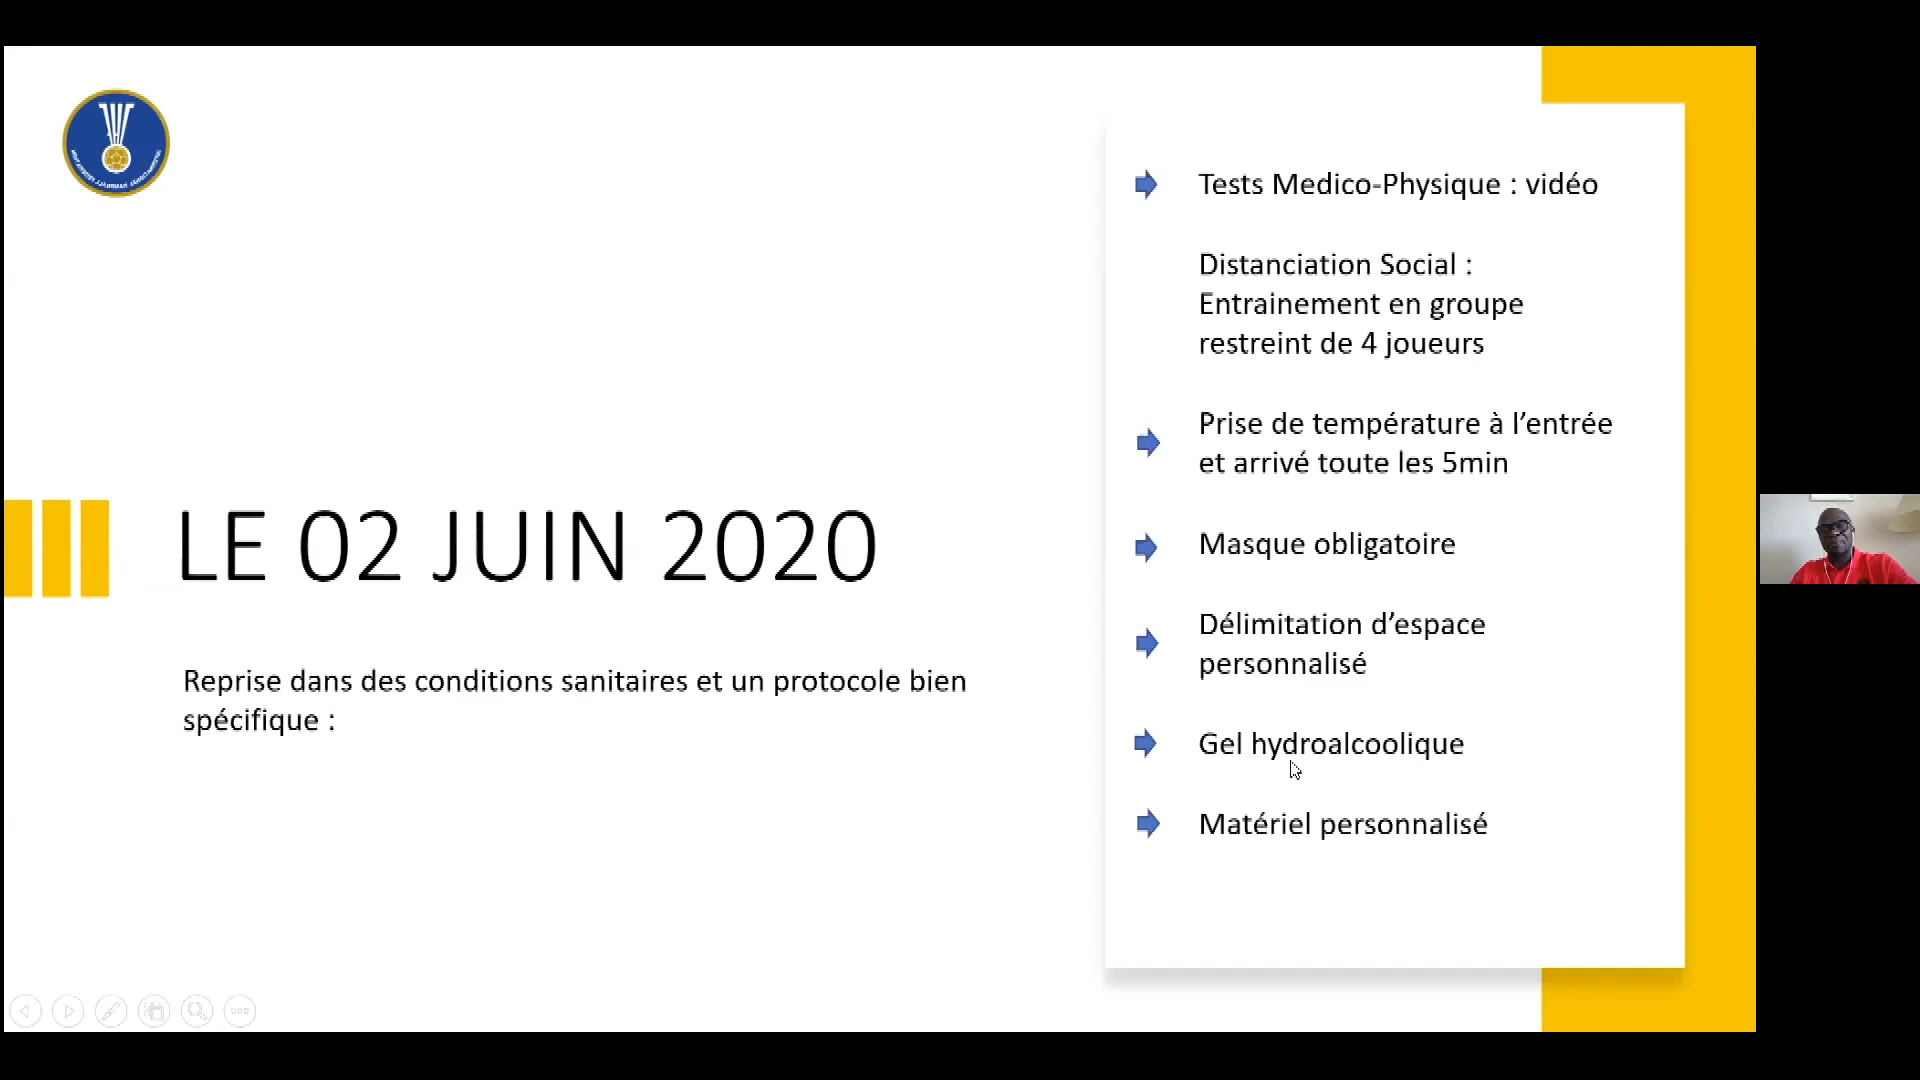 LE 02 JUIN 2020
Reprise dans des conditions sanitaires et un protocole bien
spécifique :
Tests Medico-Physique : vidéo
Distanciation Social :
Entrainement en groupe
restreint de 4 joueurs
Prise de température à l’entrée
et arrivé toute les 5min
Masque obligatoire
Délimitation d’espace
personnalisé
Gel hydroalcoolique
Matériel personnalisé